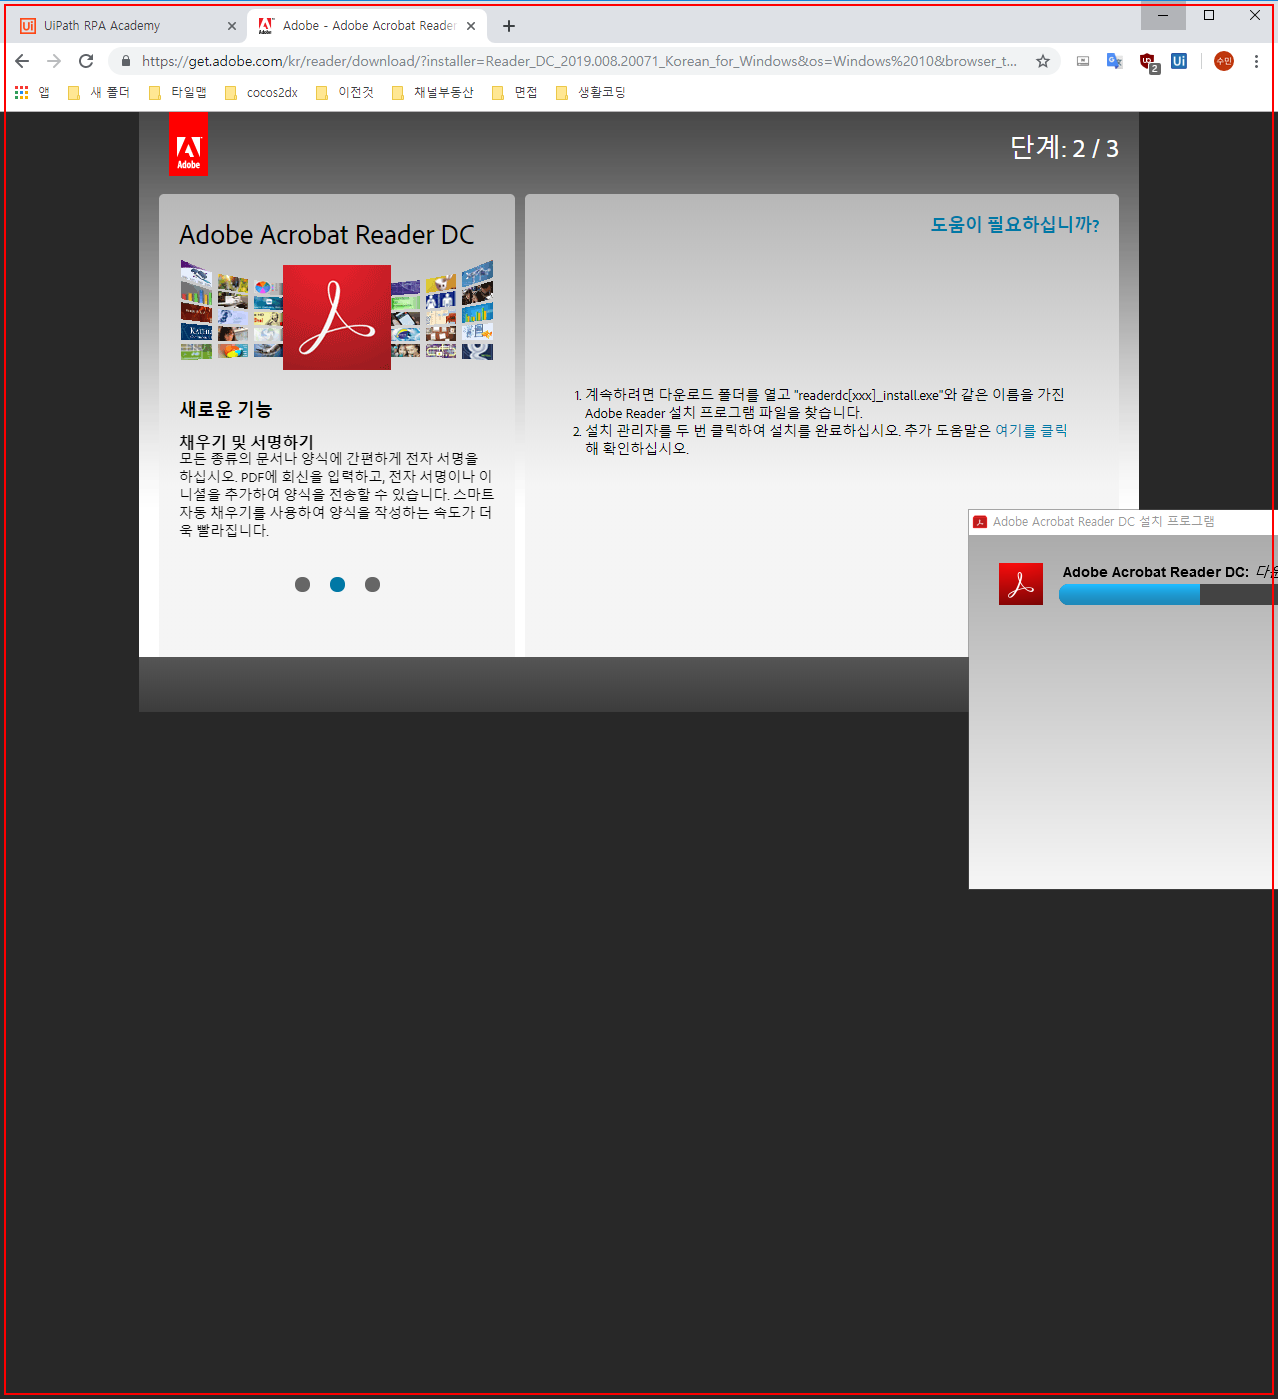 UiPath RPA Academy
Adobe - Adobe Acrobat Reader
https://get.adobe.com/kr/reader/download/?installer=Reader_DC_2019.008.20071_Korean_for_Windows&os=Windows%2010&browser_t...
2
수민
앱
새 폴더
타일맵
cocos2dx
이전것
채널부동산
면접
생활코딩
Adobe
단계: 2 / 3
Adobe Acrobat Reader DC
도움이 필요하십니까?
새로운 기능
채우기 및 서명하기
모든 종류의 문서나 양식에 간편하게 전자 서명을
하십시오. PDF에 회신을 입력하고, 전자 서명이나 이
니셜을 추가하여 양식을 전송할 수 있습니다. 스마트
자동 채우기를 사용하여 양식을 작성하는 속도가 더
욱 빨라집니다.
1. 계속하려면 다운로드 폴더를 열고 "readerdc[xxx]_install.exe"와 같은 이름을 가진
Adobe Reader 설치 프로그램 파일을 찾습니다.
2. 설치 관리자를 두 번 클릭하여 설치를 완료하십시오. 추가 도움말은 여기를 클릭
해 확인하십시오.
Adobe Acrobat Reader DC 설치 프로그램
Adobe Acrobat Reader DC: